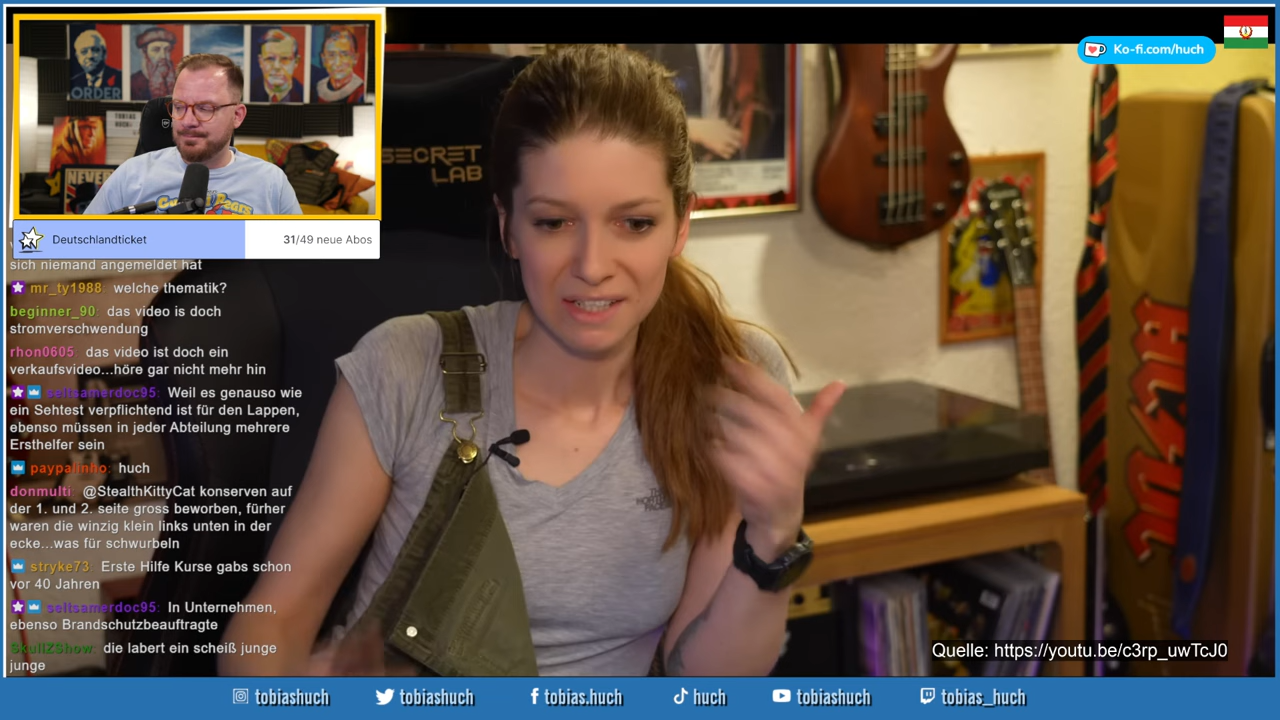 ORDER
TOBIAS
HUCH
NEVER
SECRET
LAB
Ko-fi.com/huch
Deutschlandticket
31/49 neue Abos
sich niemand angemeldet hat
mr_ty1988: welche thematik?
beginner_90: das video is doch
stromverschwendung
rhon0605: das video ist doch ein
verkaufsvideo...höre gar nicht mehr hin
seltsamerdoc95: Weil es genauso wie
ein Sehtest verpflichtend ist für den Lappen,
ebenso müssen in jeder Abteilung mehrere
Ersthelfer sein
paypalinho: huch
donmulti: @StealthKittyCat konserven auf
der 1. und 2. seite gross beworben, fürher
waren die winzig klein links unten in der
ecke...was für schwurbeln
stryke73: Erste Hilfe Kurse gabs schon
vor 40 Jahren
seltsamerdoc95: In Unternehmen,
ebenso Brandschutzbeauftragte
SkullZShow: die labert ein scheiß junge
junge
THE
NORTH
FACE
Quelle: https://youtu.be/c3rp_uwTcJ0
tobiashuch
tobiashuch
tobias.huch
huch
tobiashuch
tobias_huch